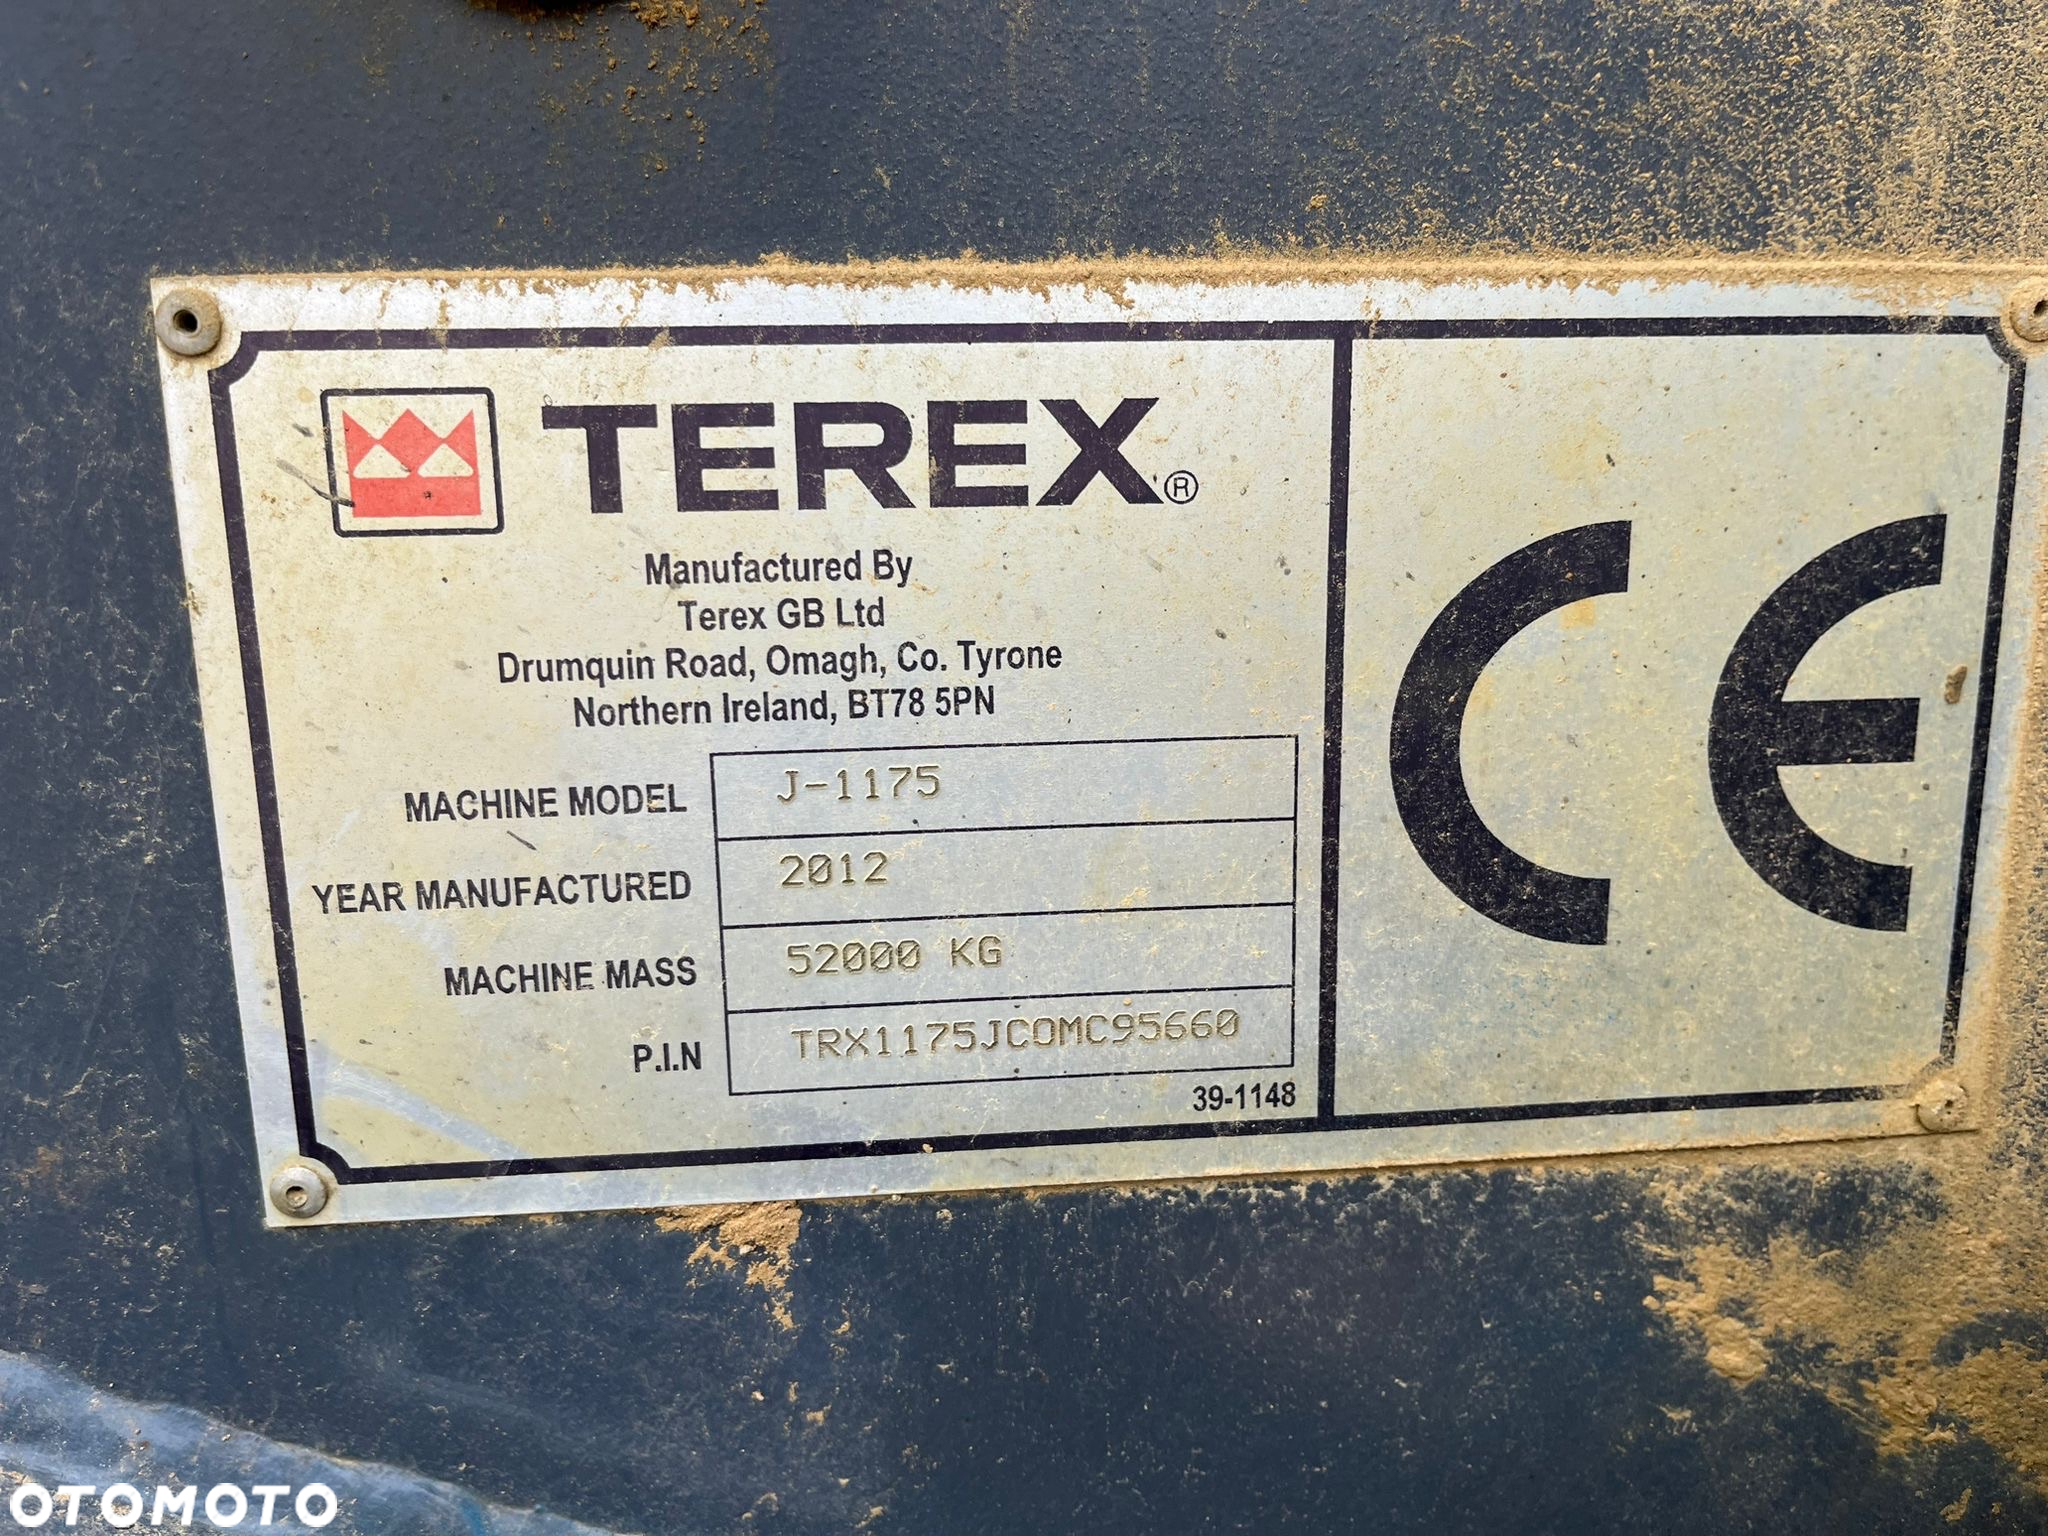 TEREX®
Manufactured By
Terex GB Ltd
Drumquin Road, Omagh, Co. Tyrone
Northern Ireland, BT78 5PN
MACHINE MODEL J-1175
YEAR MANUFACTURED 2012
MACHINE MASS 52000 KG
P.I.N TRX1175JCOMC95660
39-1148
CE
OTOMOTO